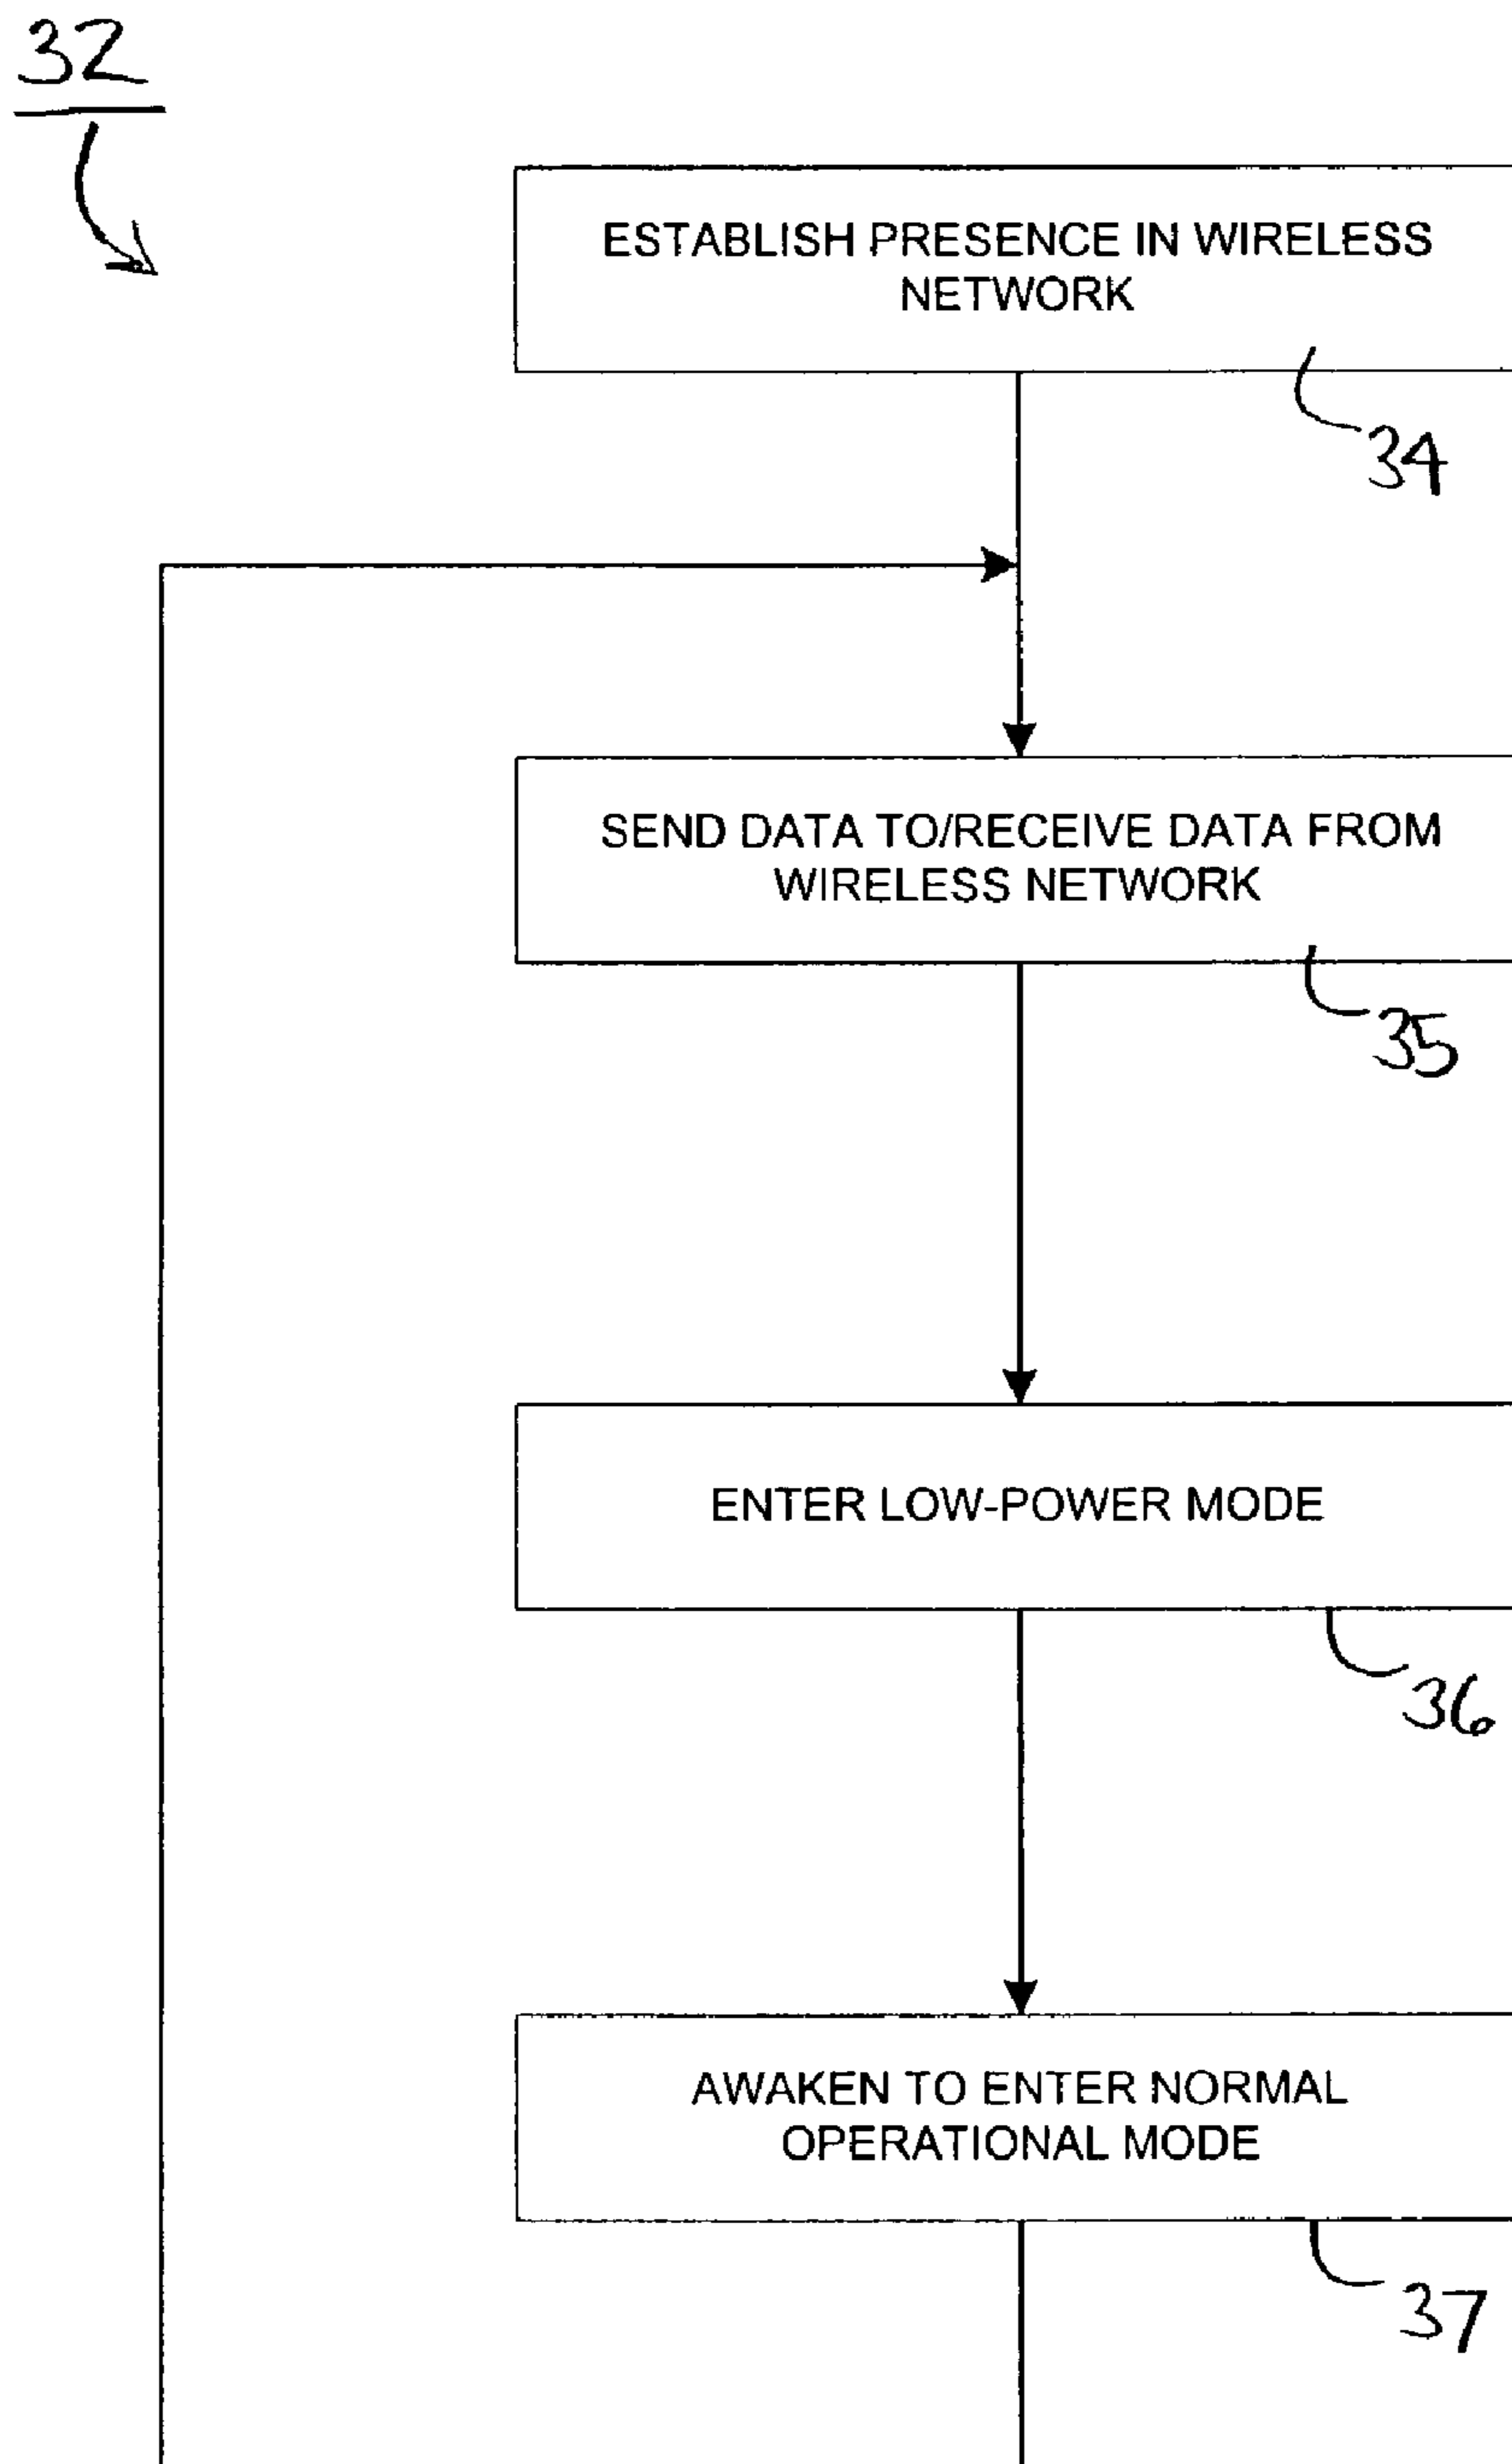 32
ESTABLISH PRESENCE IN WIRELESS
NETWORK
34
SEND DATA TO/RECEIVE DATA FROM
WIRELESS NETWORK
35
ENTER LOW-POWER MODE
36
AWAKEN TO ENTER NORMAL
OPERATIONAL MODE
37